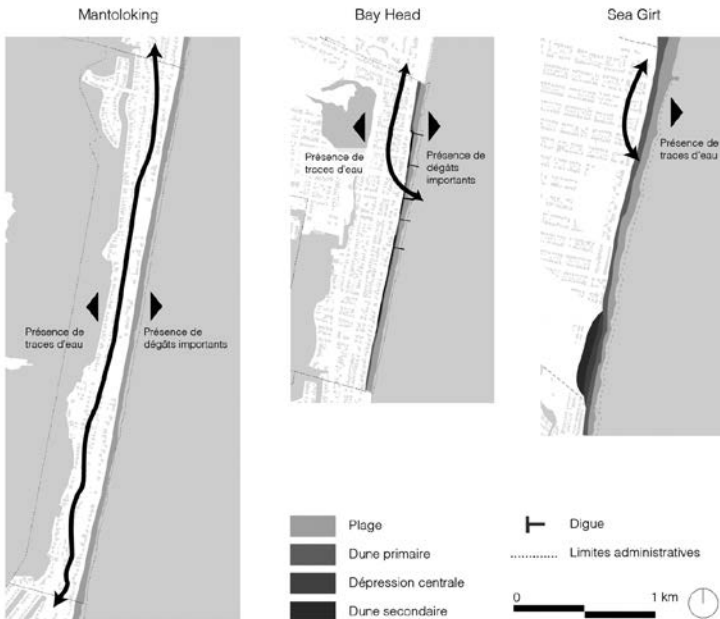 Mantoloking
Bay Head
Sea Girt
Présence de
traces d'eau
Présence de
dégâts importants
Présence de
traces d'eau
Présence de
dégâts
importants
Présence de
traces d'eau
Plage
Dune primaire
Dépression centrale
Dune secondaire
Digue
Limites administratives
0
1 km